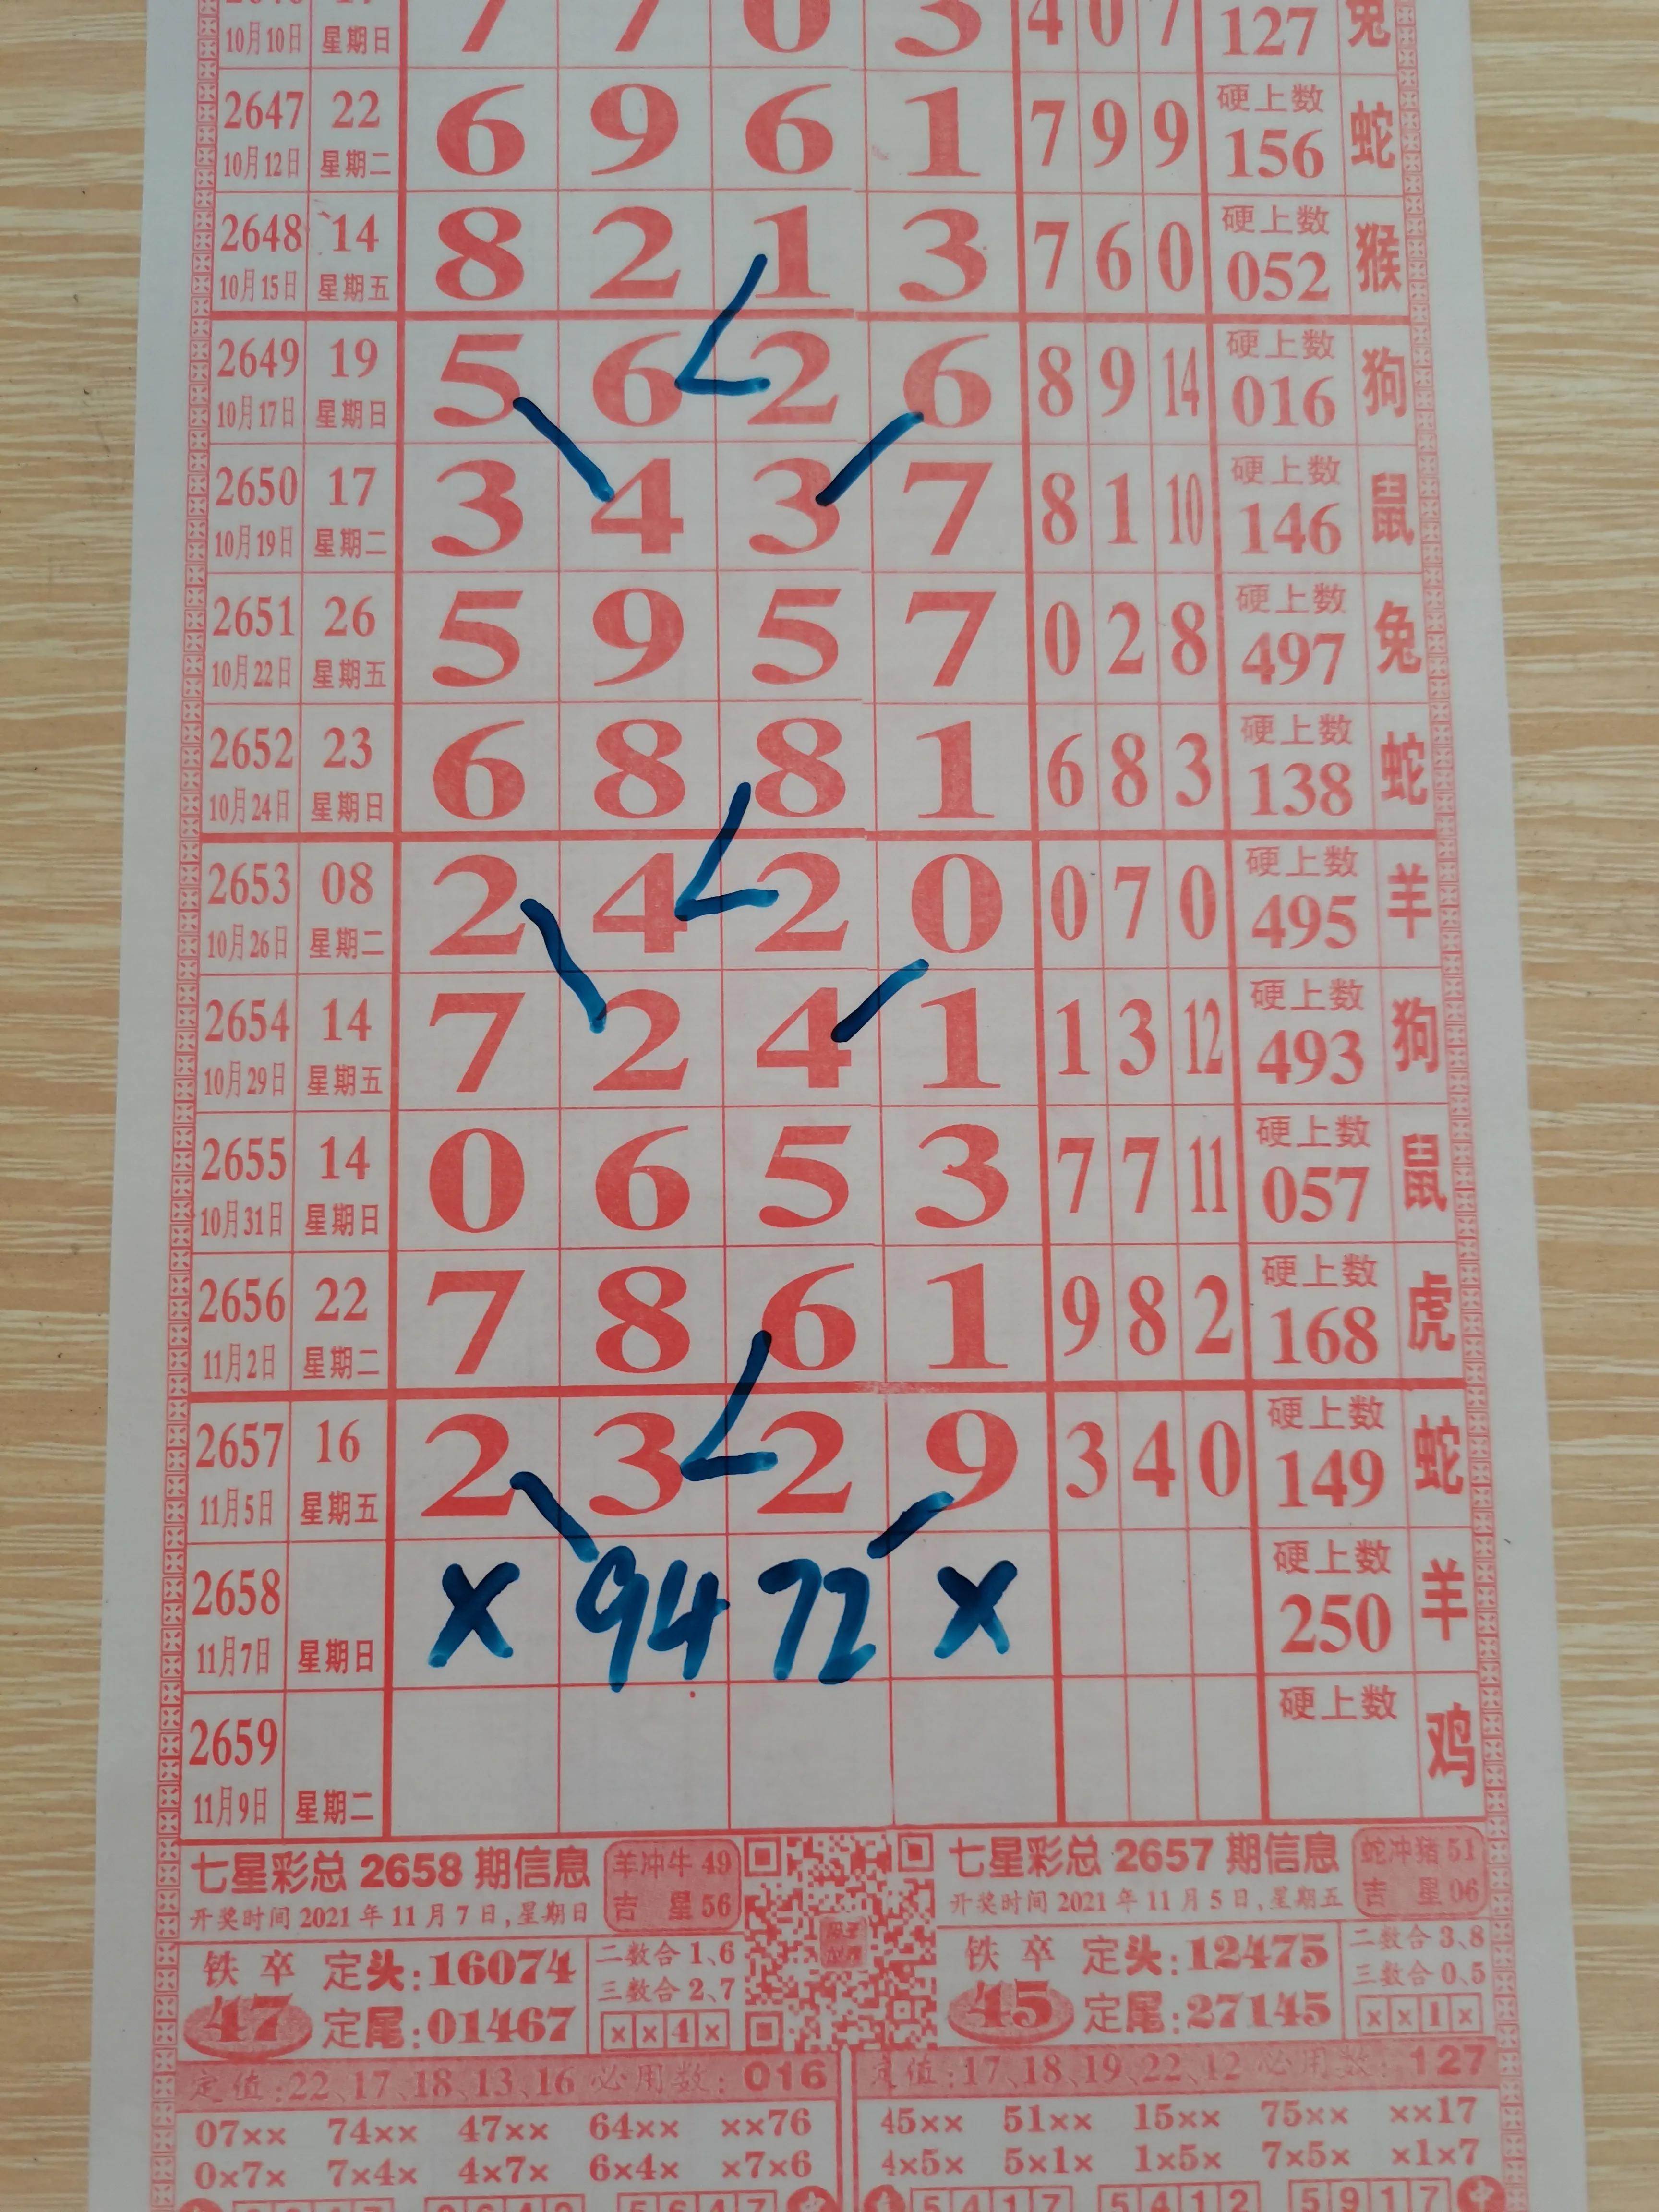 10月10日 星期日 7 7 0 3 4 0 7 127 兔
2647 22 6 9 6 1 7 9 9 硬上数 蛇
10月12日 星期二 156
2648 14 8 2 1 3 7 6 0 硬上数 猴
10月15日 星期五 052
2649 19 5 6 2 6 8 9 14 硬上数 狗
10月17日 星期日 016
2650 17 3 4 3 7 8 1 10 硬上数 鼠
10月19日 星期二 146
2651 26 5 9 5 7 0 2 8 硬上数 兔
10月22日 星期五 497
2652 23 6 8 8 1 6 8 3 硬上数 蛇
10月24日 星期日 138
2653 08 2 4 2 0 0 7 0 硬上数 羊
10月26日 星期二 495
2654 14 7 2 4 1 1 3 12 硬上数 狗
10月29日 星期五 493
2655 14 0 6 5 3 7 7 11 硬上数 鼠
10月31日 星期日 057
2656 22 7 8 6 1 9 8 2 硬上数 虎
11月2日 星期二 168
2657 16 2 3 2 9 3 4 0 硬上数 蛇
11月5日 星期五 149
2658 x 94 72 x 硬上数 羊
11月7日 星期日 250
2659 硬上数 鸡
11月9日 星期二
七星彩总 2658 期信息 羊冲牛 49
开奖时间 2021 年 11 月 7 日,星期日 吉 星 56
铁卒 定头:16074 二数合 1、6
47 定尾:01467 三数合 2、7
××4×
定值:22、17、18、13、16 必用数:016
07×× 74×× 47×× 64×× ××76
0×7× 7×4× 4×7× 6×4× ×7×6
七星彩总 2657 期信息 蛇冲猪 51
开奖时间 2021 年 11 月 5 日,星期五 吉 星 06
铁卒 定头:12475 二数合 3、8
45 定尾:27145 三数合 0、5
××1×
定值:17、18、19、22、12 必用数:127
45×× 51×× 15×× 75×× ××17
4×5× 5×1× 1×5× 7×5× ×1×7
5417 5412 5917